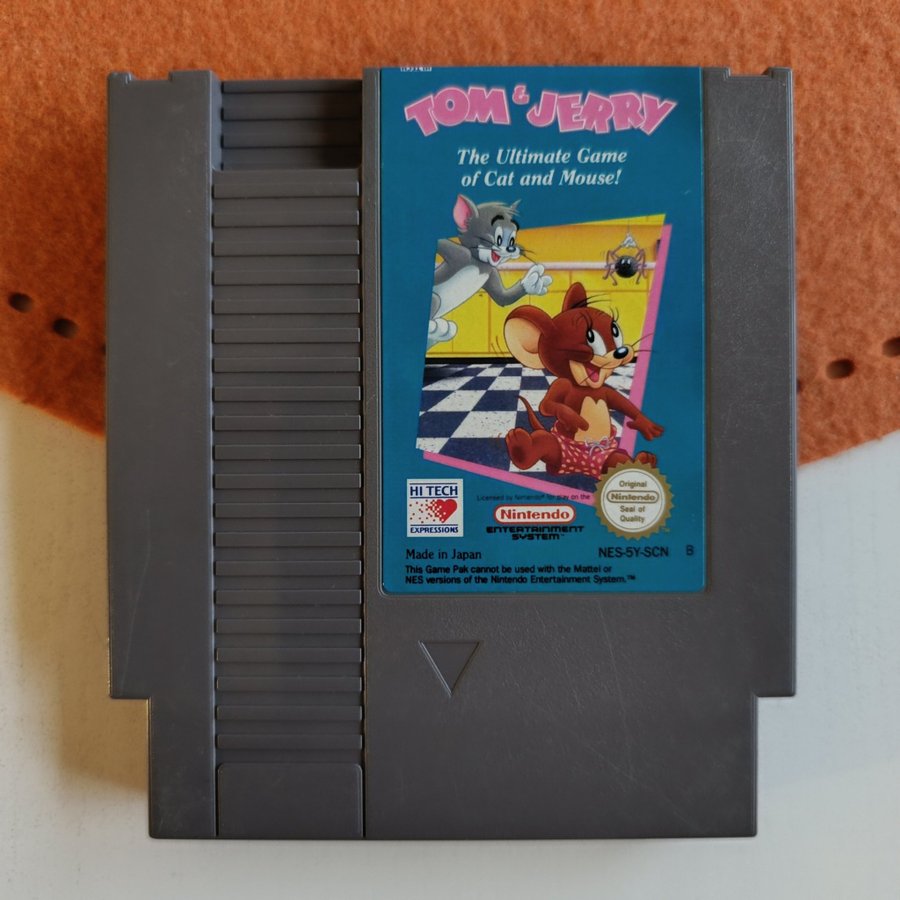 TOM & JERRY
The Ultimate Game
of Cat and Mouse!
HI TECH
EXPRESSIONS
Licensed by Nintendo® for play on the
Nintendo
ENTERTAINMENT
SYSTEM™
Original
Nintendo
Seal of
Quality
Made in Japan
NES-5Y-SCN B
This Game Pak cannot be used with the Mattel or
NES versions of the Nintendo Entertainment System.™